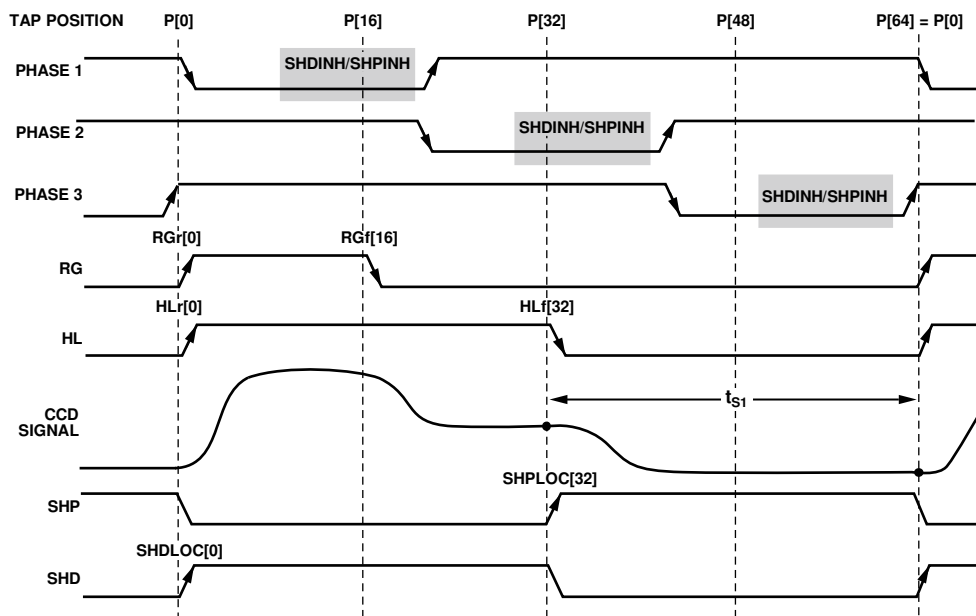 TAP POSITION P[0] P[16] P[32] P[48] P[64] = P[0]
PHASE 1
SHDINH/SHPINH
PHASE 2
SHDINH/SHPINH
PHASE 3
SHDINH/SHPINH
RGr[0] RGf[16]
RG
HLr[0] HLf[32]
HL
tS1
CCD
SIGNAL
SHPLOC[32]
SHP
SHDLOC[0]
SHD